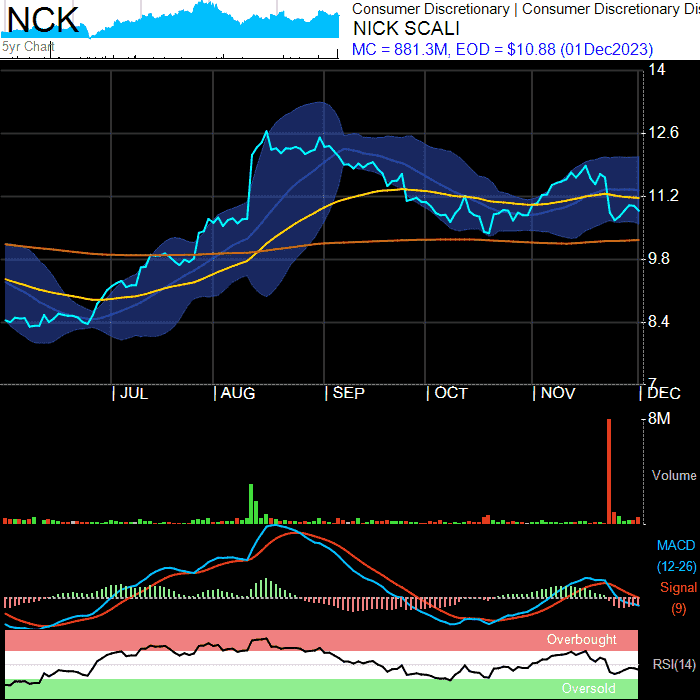 NCK
5yr Chart
Consumer Discretionary | Consumer Discretionary Dis
NICK SCALI
MC = 881.3M, EOD = $10.88 (01Dec2023)
14
12.6
11.2
9.8
8.4
7
JUL AUG SEP OCT NOV DEC
8M
Volume
MACD
(12-26)
Signal
(9)
Overbought
RSI(14)
Oversold